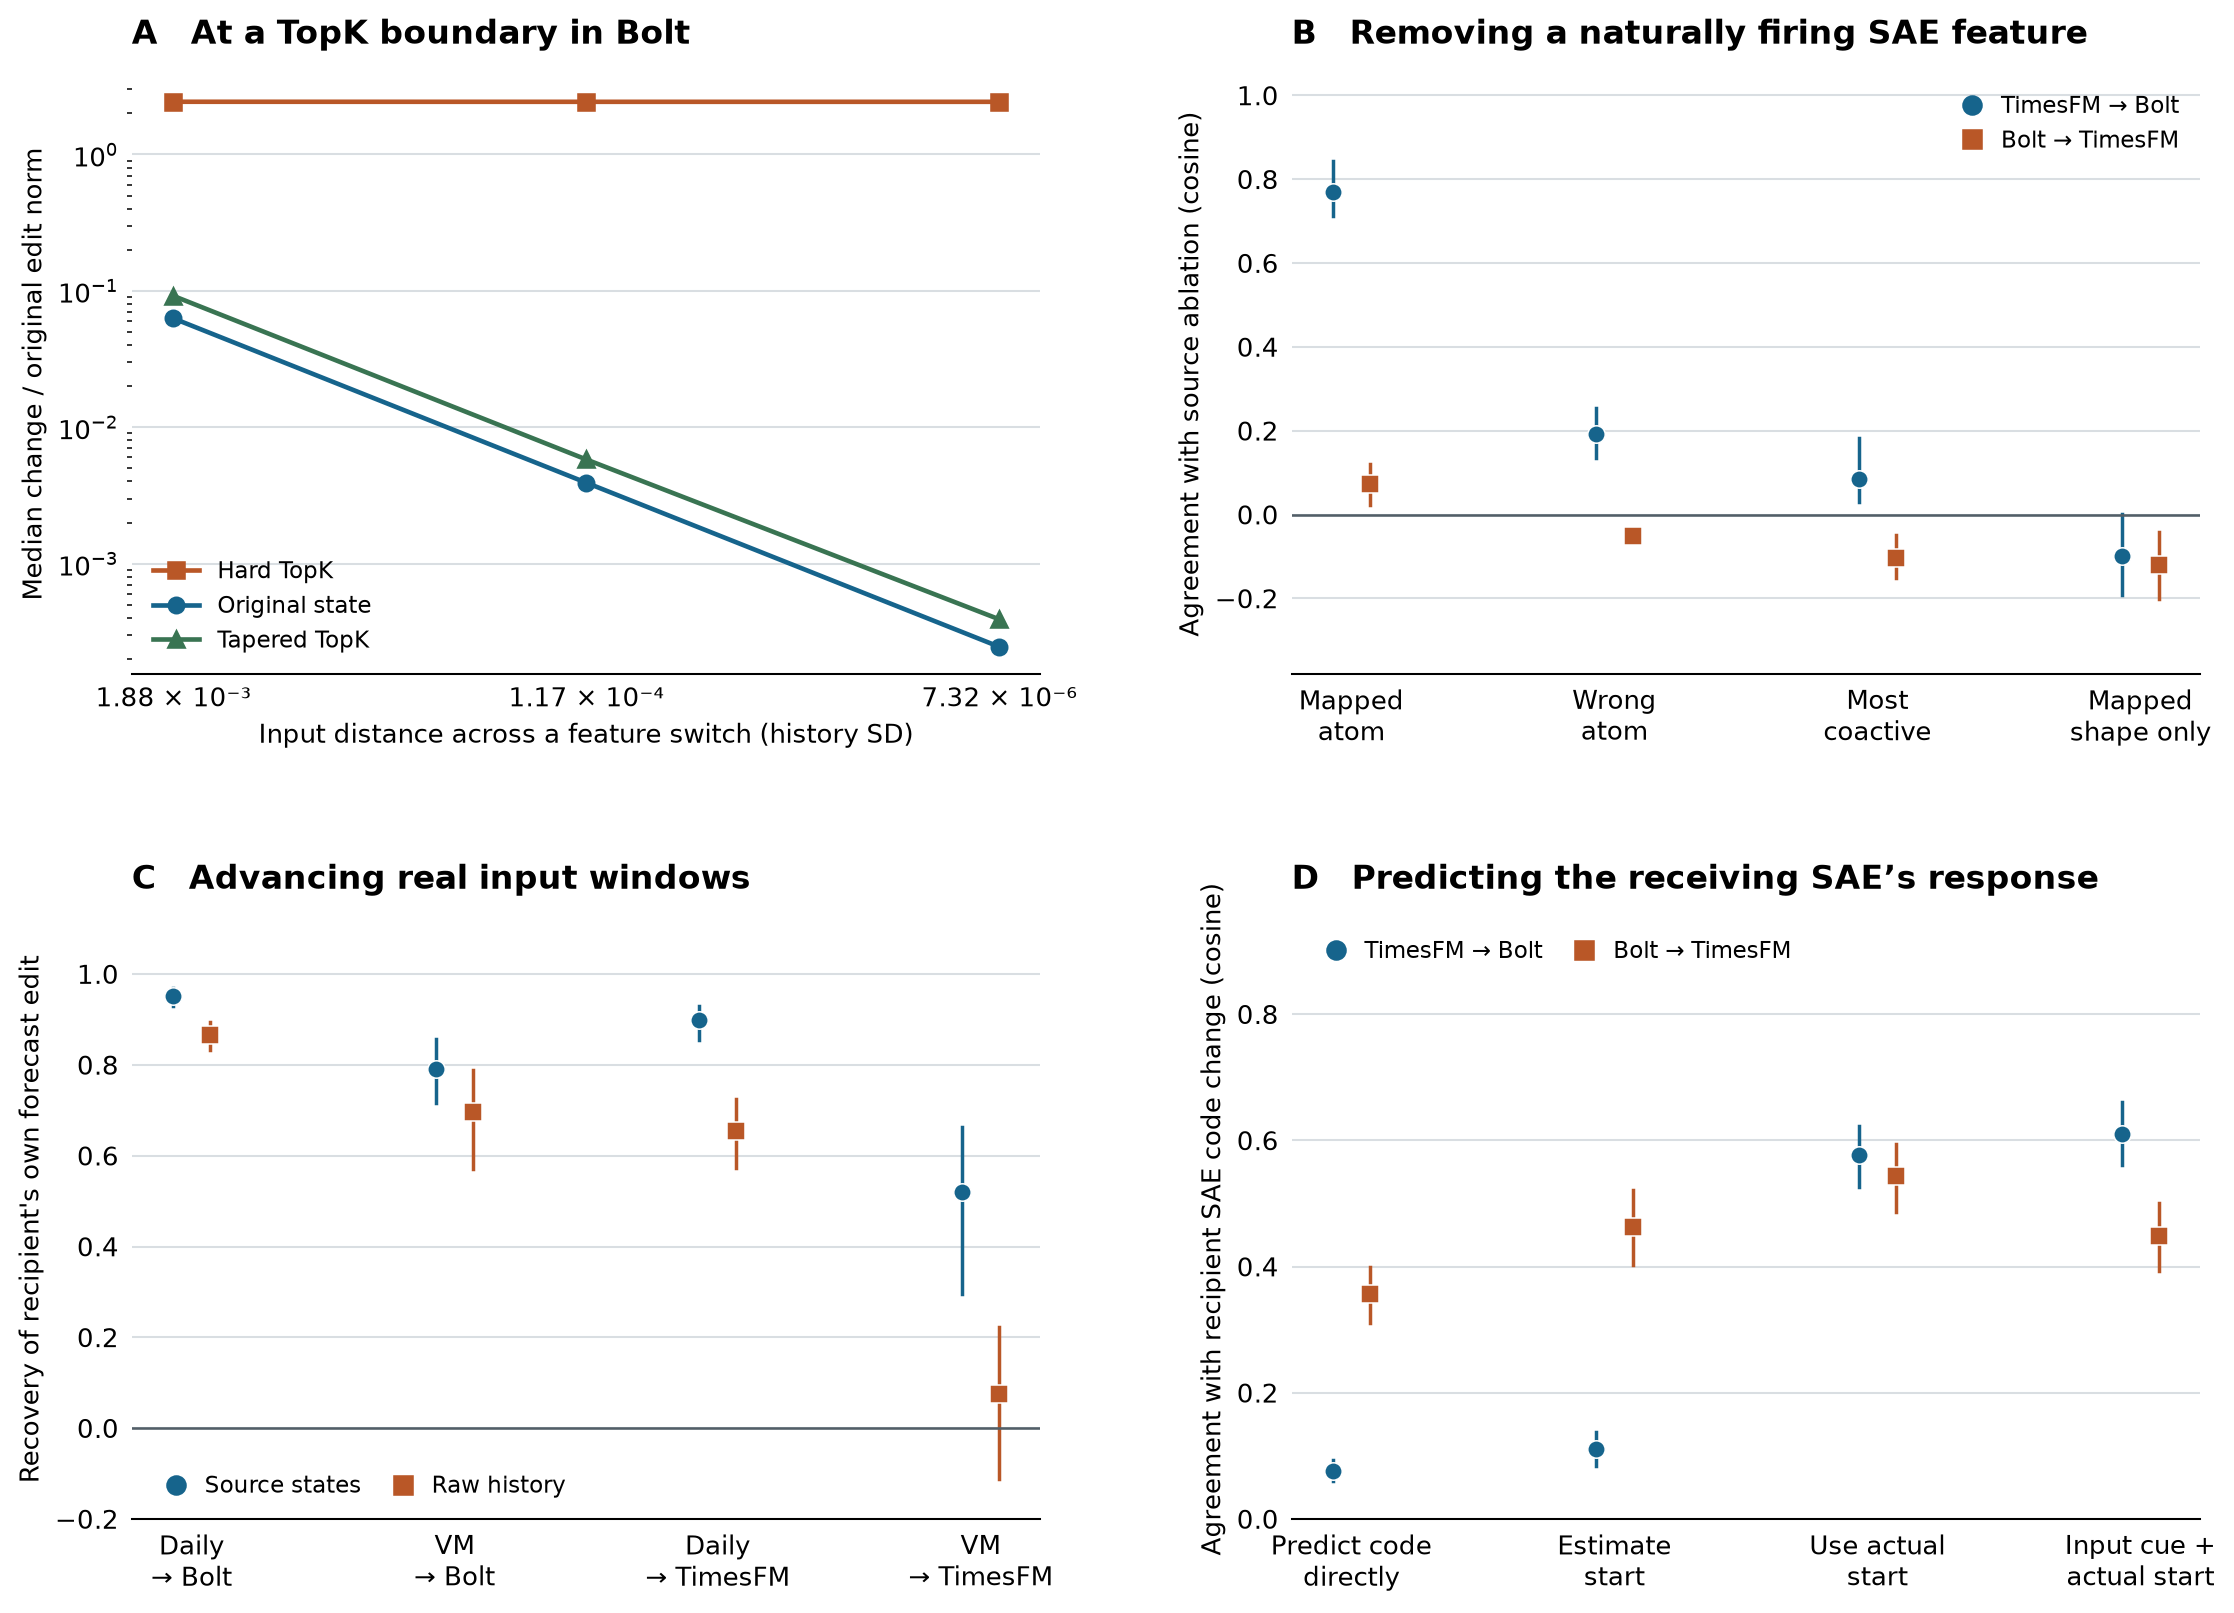 A At a TopK boundary in Bolt
Median change / original edit norm
10⁰
10⁻¹
10⁻²
10⁻³
Hard TopK
Original state
Tapered TopK
1.88 × 10⁻³
1.17 × 10⁻⁴
7.32 × 10⁻⁶
Input distance across a feature switch (history SD)
B Removing a naturally firing SAE feature
Agreement with source ablation (cosine)
1.0
0.8
0.6
0.4
0.2
0.0
−0.2
TimesFM → Bolt
Bolt → TimesFM
Mapped
atom
Wrong
atom
Most
coactive
Mapped
shape only
C Advancing real input windows
Recovery of recipient's own forecast edit
1.0
0.8
0.6
0.4
0.2
0.0
−0.2
Source states
Raw history
Daily
→ Bolt
VM
→ Bolt
Daily
→ TimesFM
VM
→ TimesFM
D Predicting the receiving SAE’s response
Agreement with recipient SAE code change (cosine)
TimesFM → Bolt
Bolt → TimesFM
0.8
0.6
0.4
0.2
0.0
Predict code
directly
Estimate
start
Use actual
start
Input cue +
actual start